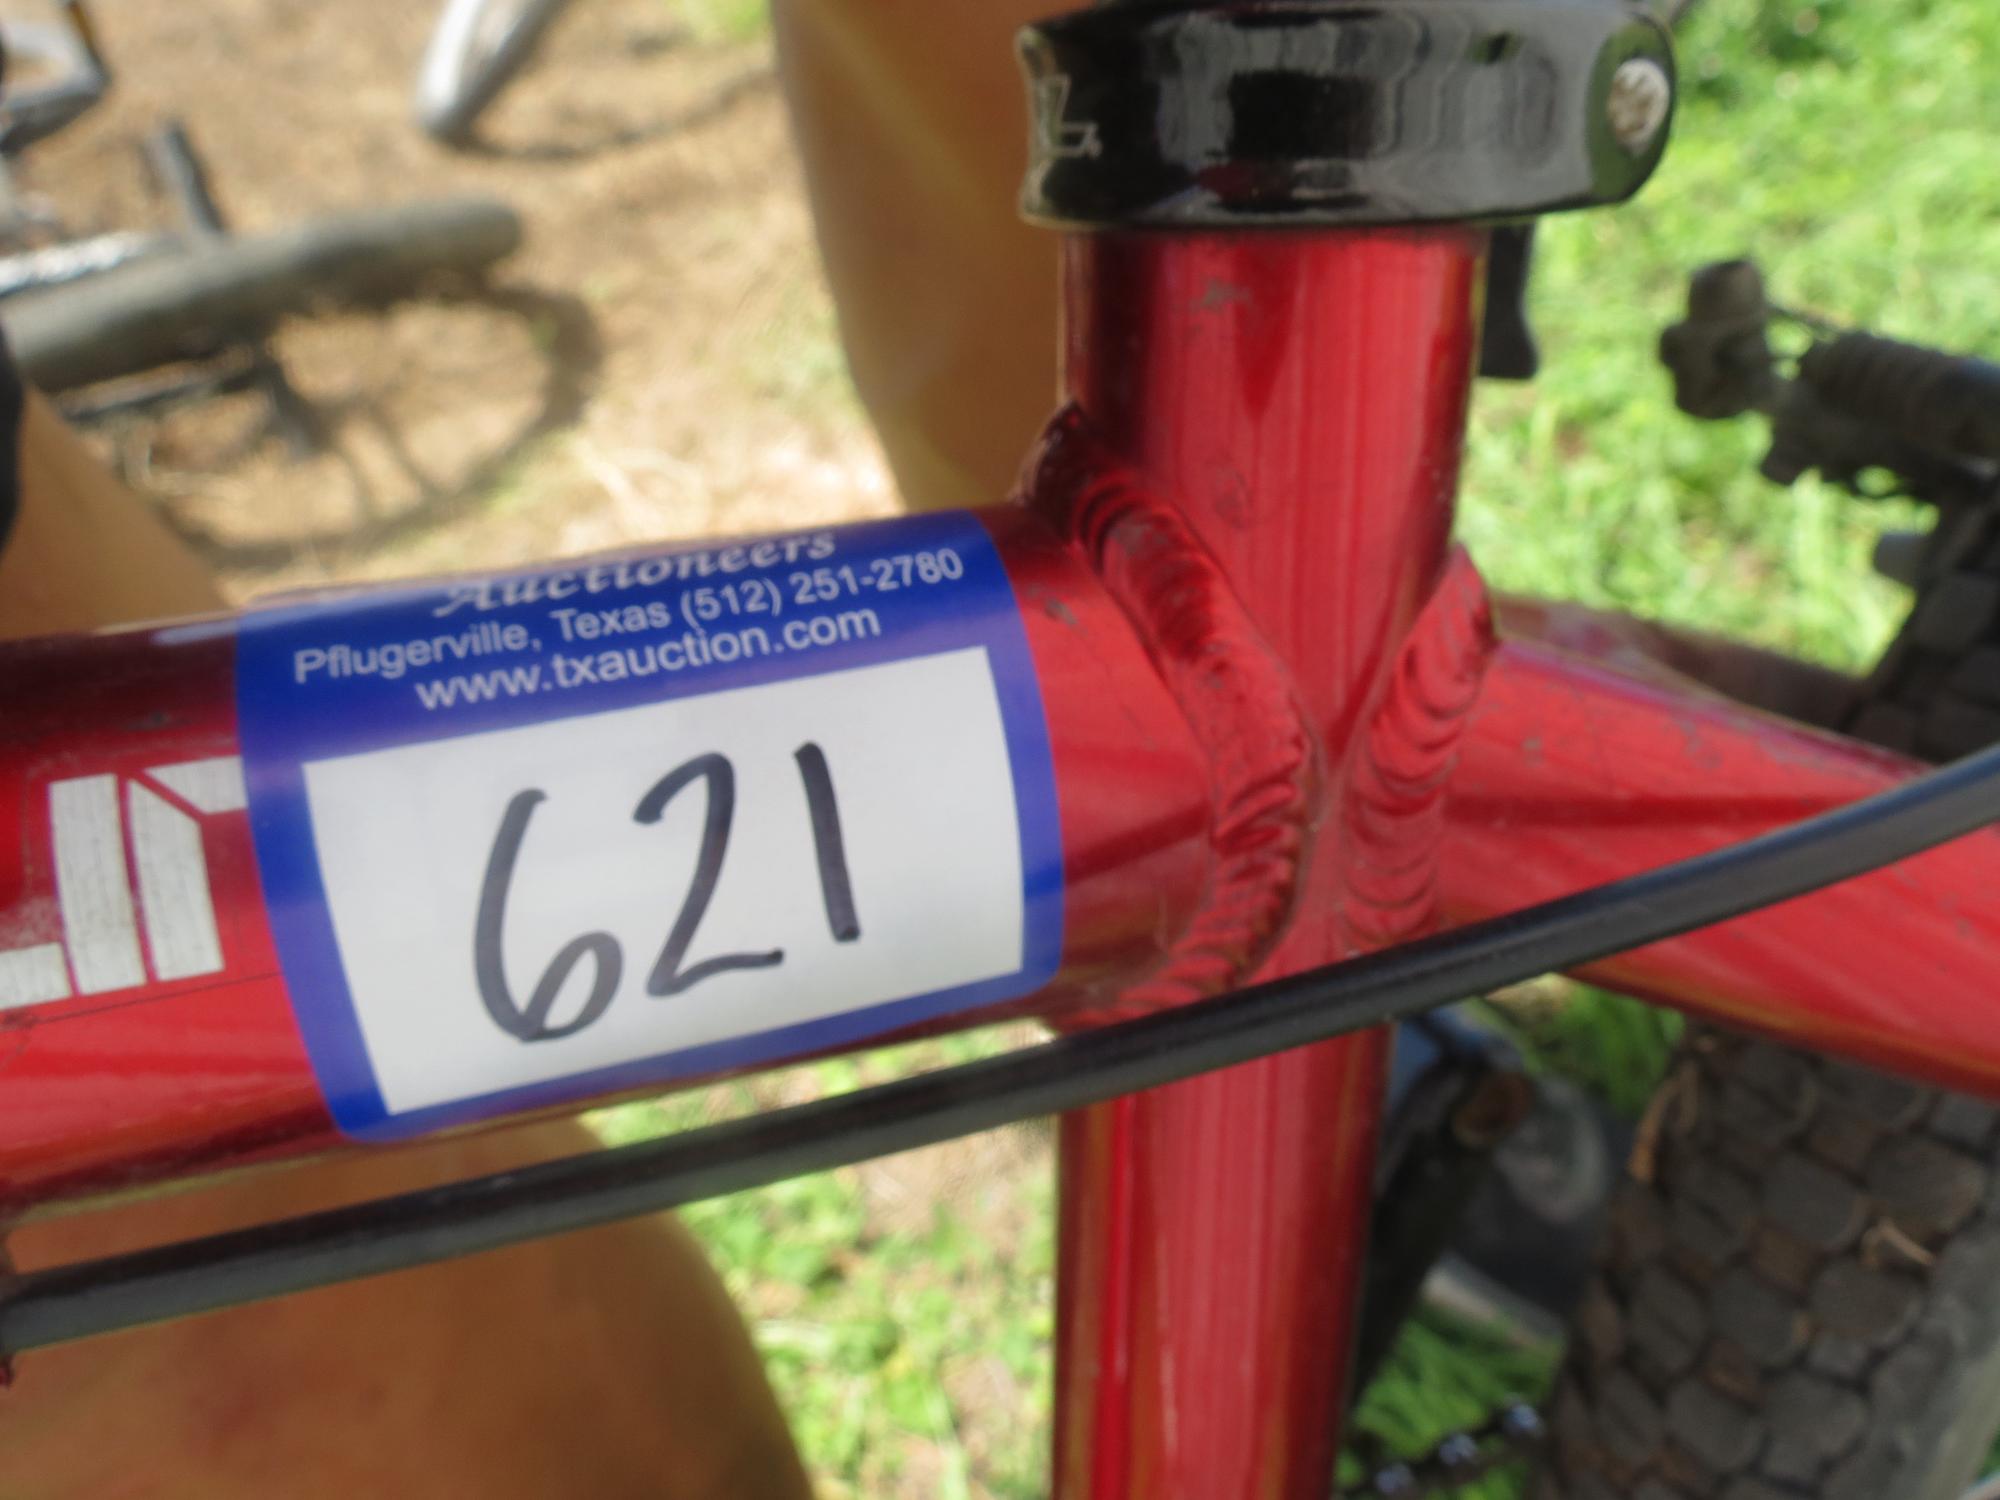 Auctioneers
Pflugerville, Texas (512) 251-2780
www.txauction.com
621